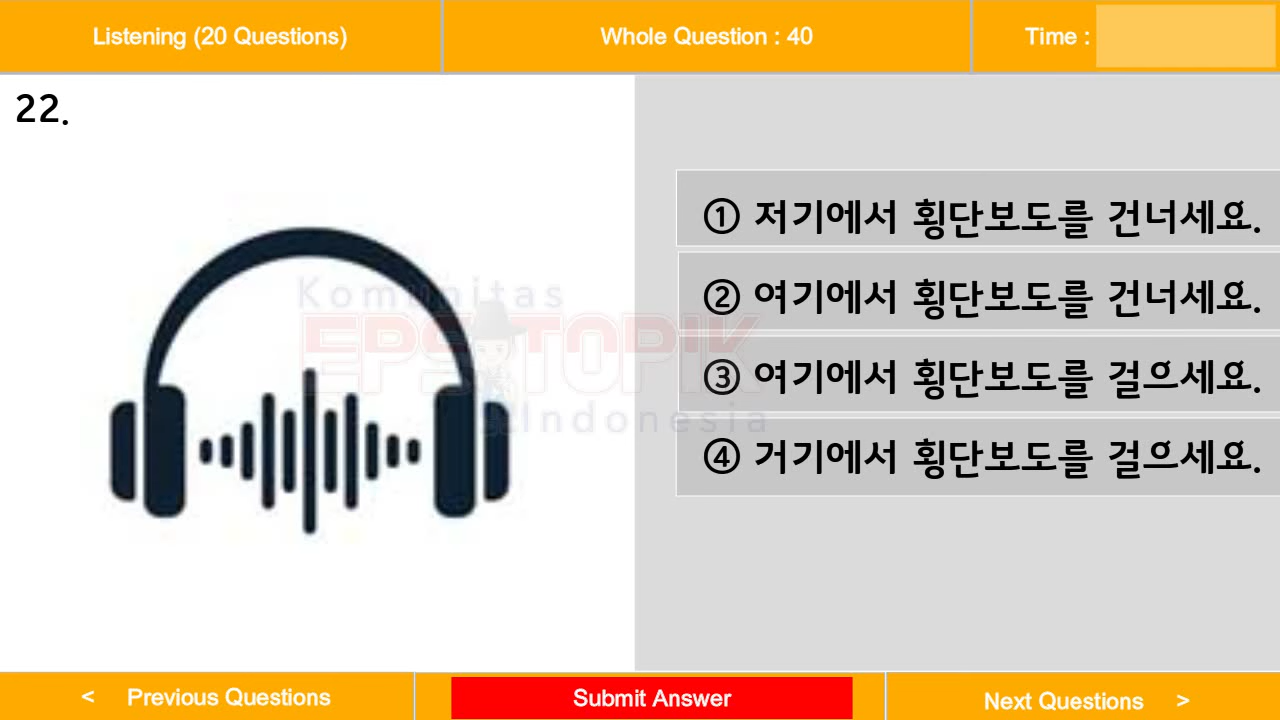 Listening (20 Questions)
Whole Question : 40
Time :
22.
① 저기에서 횡단보도를 건너세요.
② 여기에서 횡단보도를 건너세요.
③ 여기에서 횡단보도를 걸으세요.
④ 거기에서 횡단보도를 걸으세요.
Komunitas
EPS TOPIK
Indonesia
< Previous Questions
Submit Answer
Next Questions >